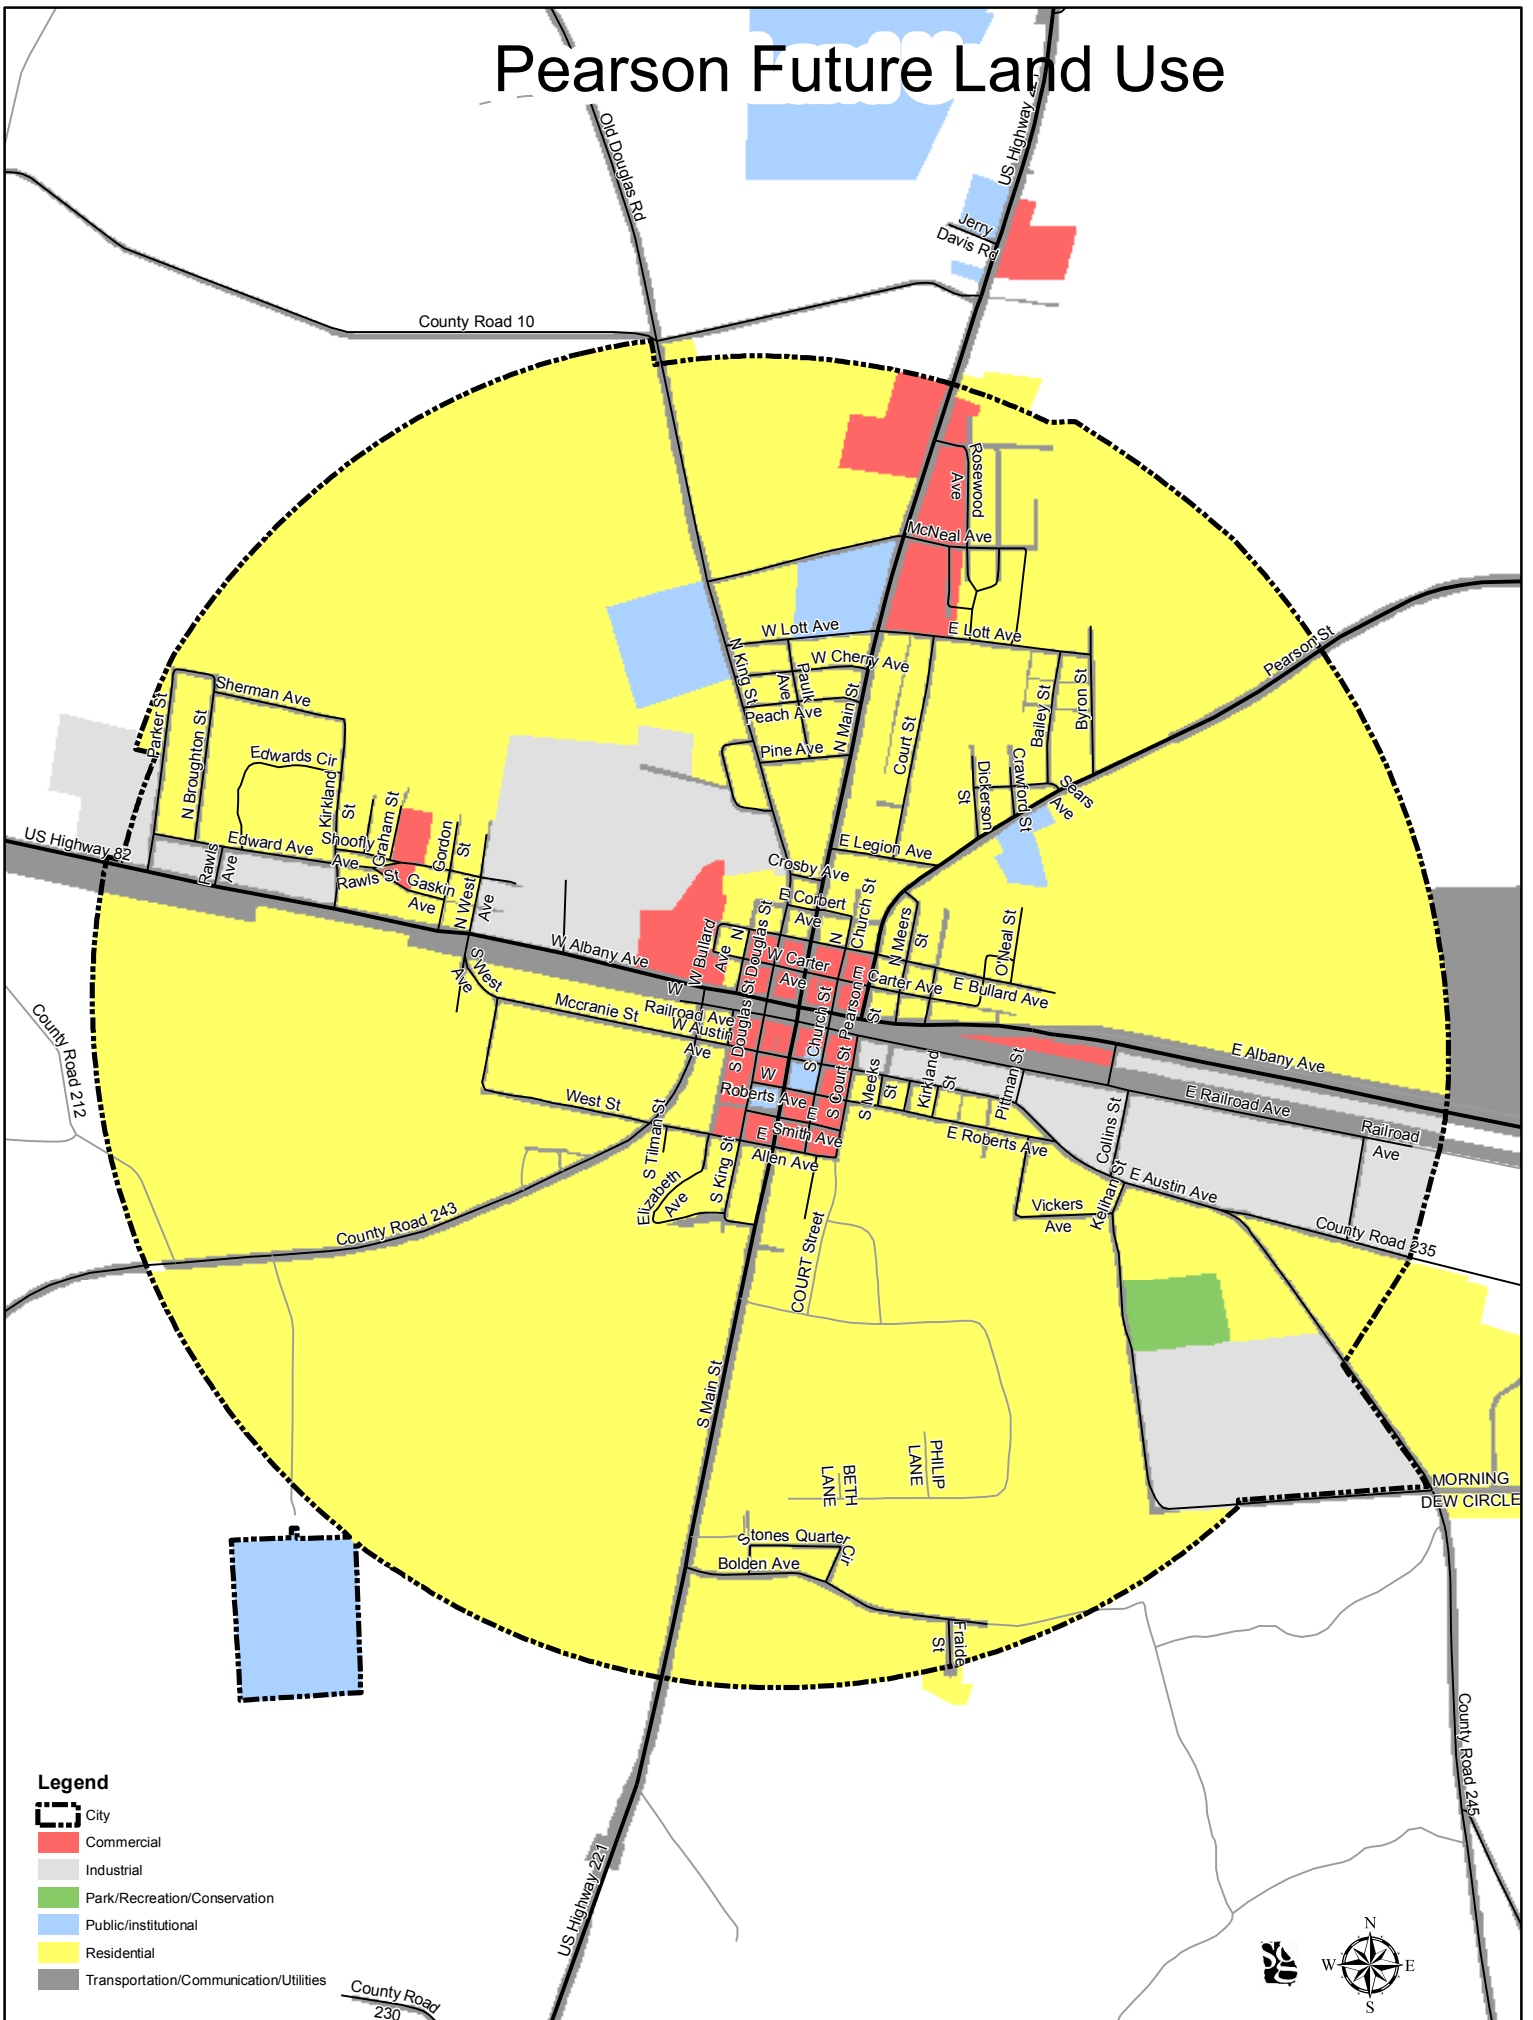 Pearson Future Land Use
US Highway 221
Old Douglas Rd
Jerry
Davis Rd
County Road 10
Rosewood
Ave
McNeal Ave
W Lott Ave
E Lott Ave
N King St
W Cherry Ave
Paulk
Ave
Peach Ave
Pine Ave
N Main St
Court St
Bailey St
Byron St
Pearson St
Sherman Ave
Parker St
N Broughton St
Edwards Cir
Kirkland
St
Graham St
Gordon
St
Dickerson
St
Crawford St
Sears
Ave
US Highway 82
Edward Ave
Snoofly
Ave
Rawls
Ave
Rawls St
Gaskin
Ave
N West
Ave
E Legion Ave
Crosby Ave
E Corbert
Ave
Church St
N
N Meers
St
O'Neal St
W Bullard
Ave
N
Douglas St
W Carter
Ave
E
Carter Ave
E Bullard Ave
W Albany Ave
S West
Ave
W
Railroad Ave
Mccranie St
W Austin
Ave
S Douglas St
S Church St
Pearson
St
E Albany Ave
County Road 212
S Court St
S Meeks
St
Kirkland
St
Pittman St
E Railroad Ave
Railroad
Ave
Collins St
W
Roberts Ave
E
Smith Ave
E
Allen Ave
E Roberts Ave
West St
S Tilman St
S King St
Elizabeth
Ave
E Austin Ave
Kelihan St
Vickers
Ave
County Road 235
County Road 243
COURT Street
S Main St
BETH
LANE
PHILIP
LANE
MORNING
DEW CIRCLE
Stones Quarter
Cir
Bolden Ave
Fraide
St
County Road 245
US Highway 221
County Road
230
Legend
City
Commercial
Industrial
Park/Recreation/Conservation
Public/institutional
Residential
Transportation/Communication/Utilities
N
W
E
S